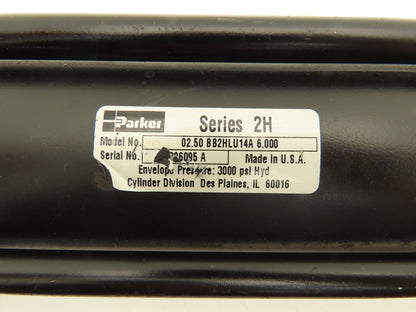 Parker Series 2H
Model No. 02.50 BB2HLU14A 6.000
Serial No. 36095 A Made in U.S.A.
Envelope Pressure: 3000 psi Hyd
Cylinder Division Des Plaines, IL 60016